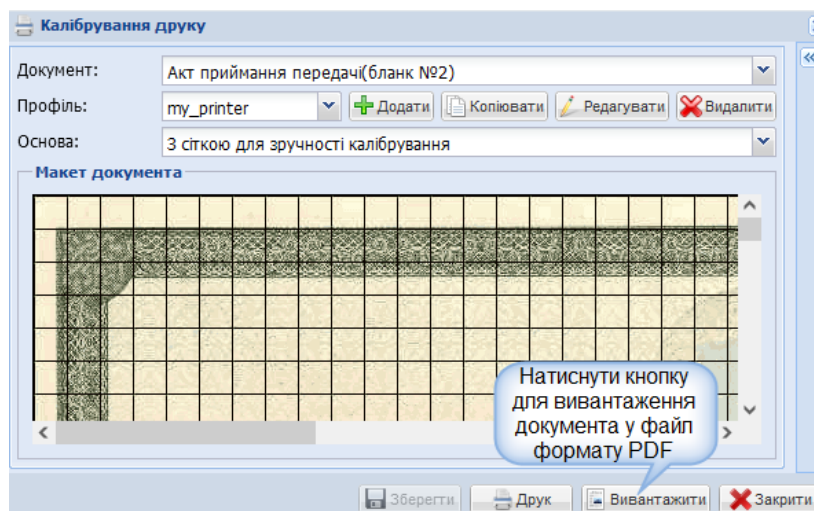 Калібрування друку
Документ: Акт приймання передачі(бланк №2)
Профіль: my_printer Додати Копіювати Редагувати Видалити
Основа: З сіткою для зручності калібрування
Макет документа
Натиснути кнопку
для вивантаження
документа у файл
формату PDF
Зберегти Друк Вивантажити Закрити